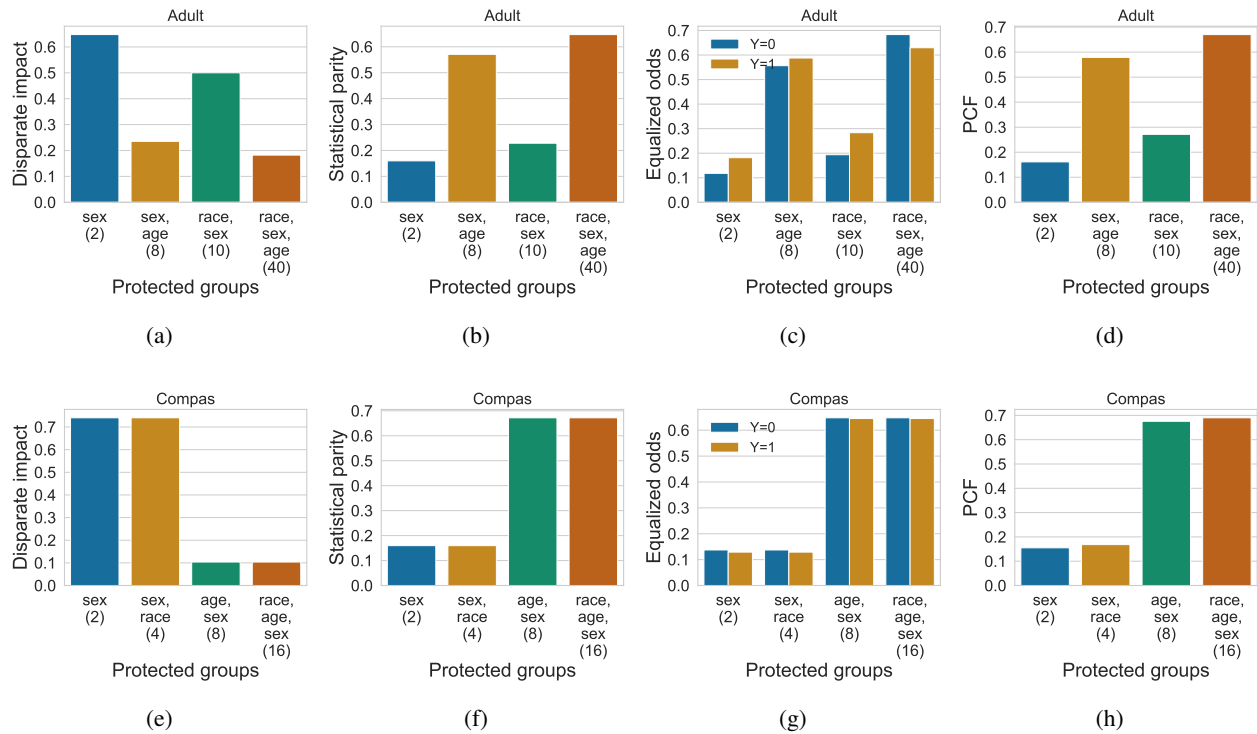 Adult
Disparate impact
0.6
0.5
0.4
0.3
0.2
0.1
0.0
sex
(2)
sex,
age
(8)
race,
sex
(10)
race,
sex,
age
(40)
Protected groups
(a)
Adult
Statistical parity
0.6
0.5
0.4
0.3
0.2
0.1
0.0
sex
(2)
sex,
age
(8)
race,
sex
(10)
race,
sex,
age
(40)
Protected groups
(b)
Adult
Equalized odds
0.7
0.6
0.5
0.4
0.3
0.2
0.1
0.0
Y=0
Y=1
sex
(2)
sex,
age
(8)
race,
sex
(10)
race,
sex,
age
(40)
Protected groups
(c)
Adult
PCF
0.7
0.6
0.5
0.4
0.3
0.2
0.1
0.0
sex
(2)
sex,
age
(8)
race,
sex
(10)
race,
sex,
age
(40)
Protected groups
(d)
Compas
Disparate impact
0.7
0.6
0.5
0.4
0.3
0.2
0.1
0.0
sex
(2)
sex,
race
(4)
age,
sex
(8)
race,
age,
sex
(16)
Protected groups
(e)
Compas
Statistical parity
0.7
0.6
0.5
0.4
0.3
0.2
0.1
0.0
sex
(2)
sex,
race
(4)
age,
sex
(8)
race,
age,
sex
(16)
Protected groups
(f)
Compas
Equalized odds
0.6
0.5
0.4
0.3
0.2
0.1
0.0
Y=0
Y=1
sex
(2)
sex,
race
(4)
age,
sex
(8)
race,
age,
sex
(16)
Protected groups
(g)
Compas
PCF
0.7
0.6
0.5
0.4
0.3
0.2
0.1
0.0
sex
(2)
sex,
race
(4)
age,
sex
(8)
race,
age,
sex
(16)
Protected groups
(h)